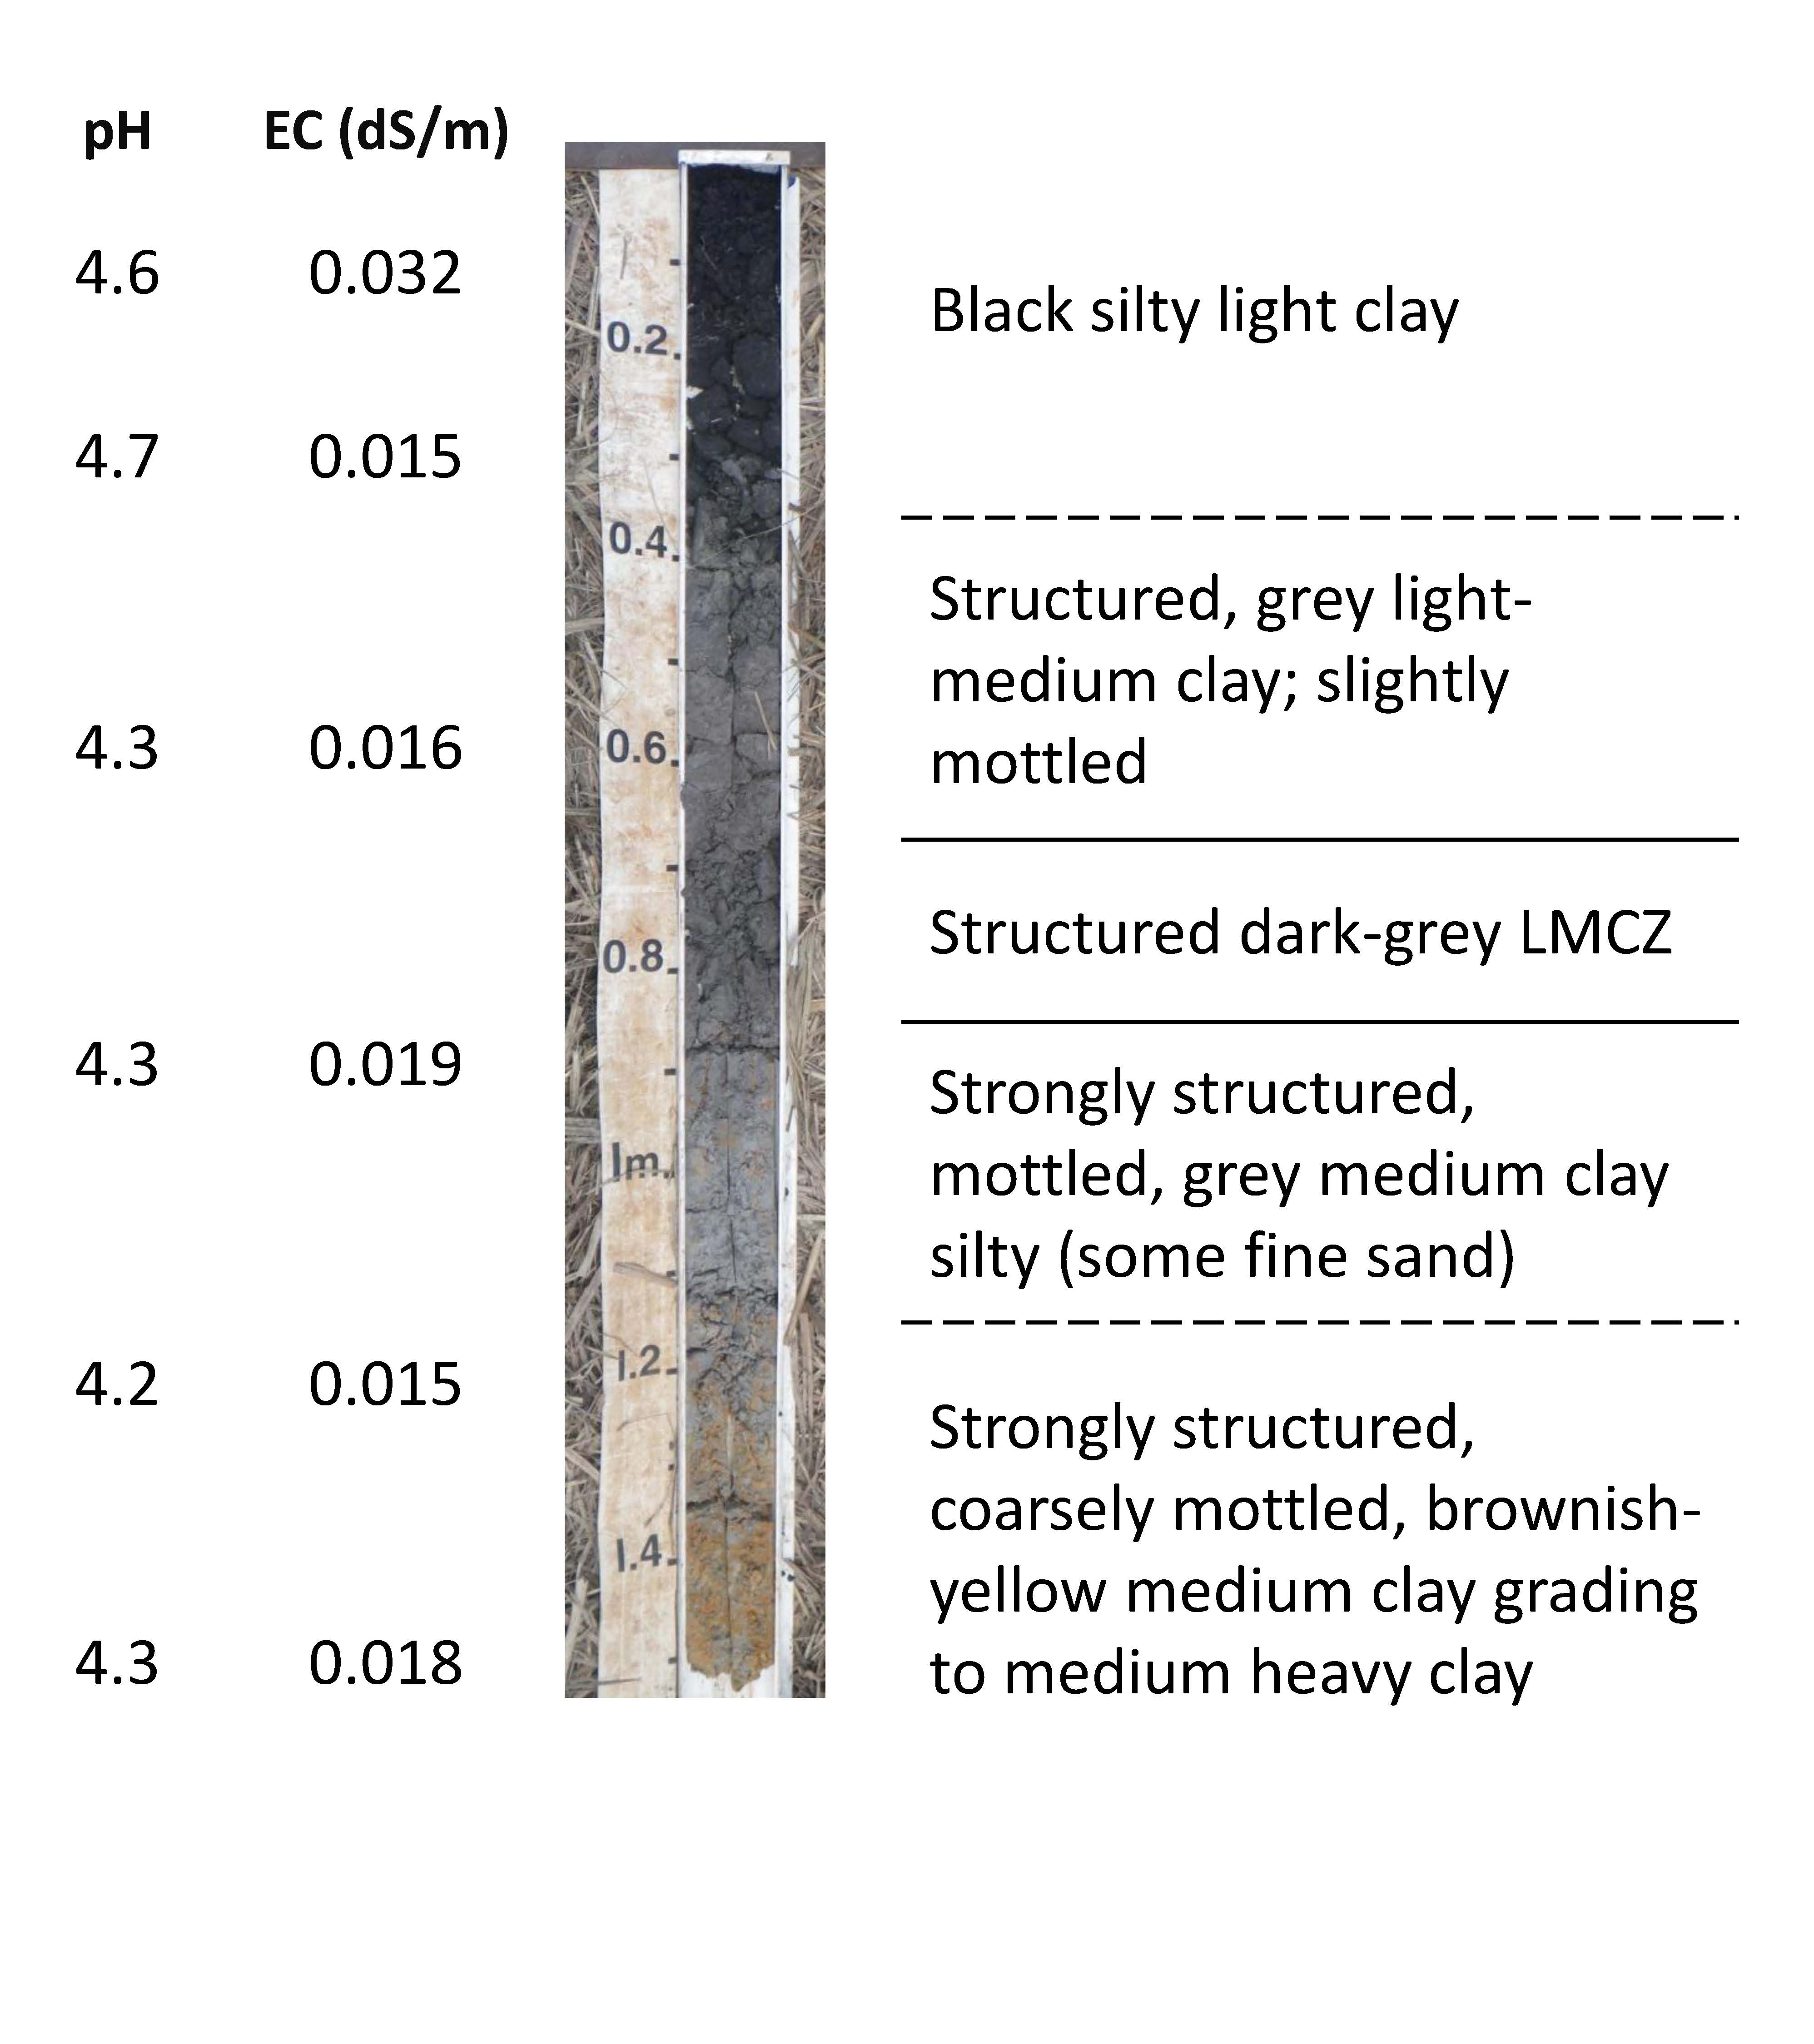 pH EC (dS/m)
4.6 0.032
Black silty light clay
0.2
4.7 0.015
0.4
Structured, grey light-
medium clay; slightly
mottled
4.3 0.016
0.6
Structured dark-grey LMCZ
0.8
4.3 0.019
Strongly structured,
mottled, grey medium clay
silty (some fine sand)
1m
1.2
4.2 0.015
Strongly structured,
coarsely mottled, brownish-
yellow medium clay grading
to medium heavy clay
1.4
4.3 0.018